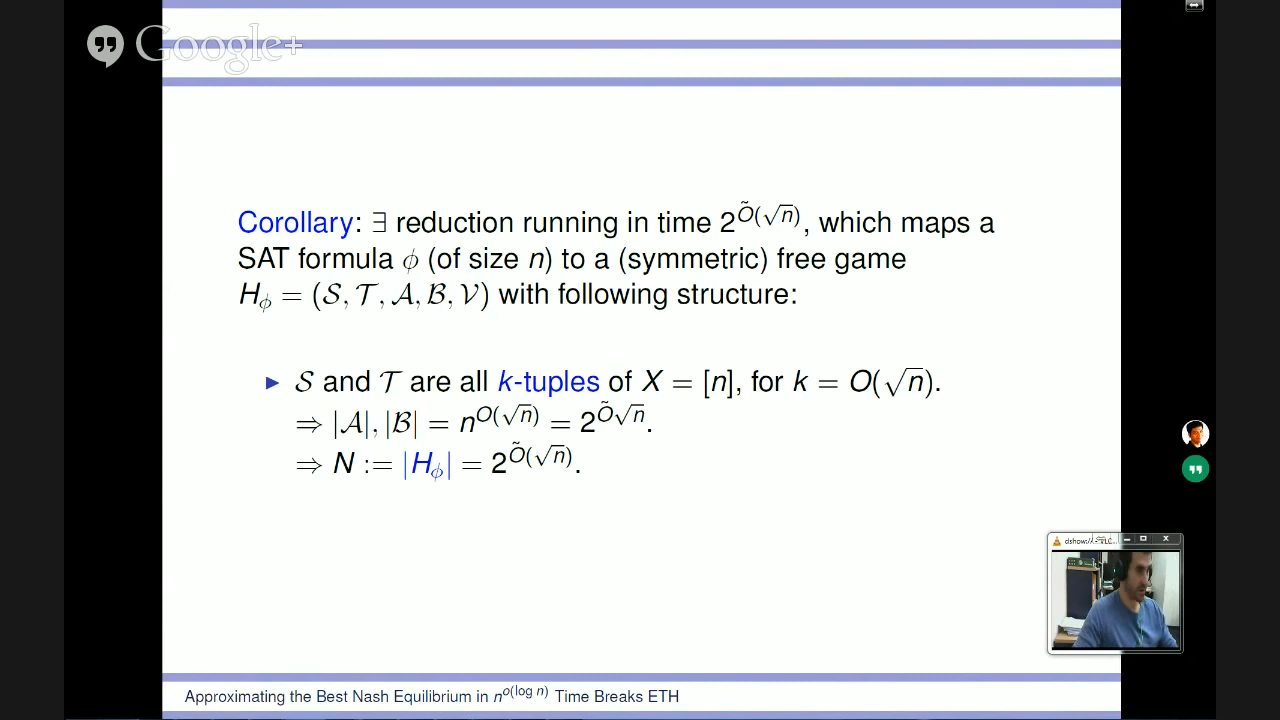 Google+
Corollary: ∃ reduction running in time 2^{Õ(√n)}, which maps a
SAT formula ϕ (of size n) to a (symmetric) free game
H_ϕ = (𝒮, 𝒯, 𝒜, ℬ, 𝒱) with following structure:
▶ 𝒮 and 𝒯 are all k-tuples of X = [n], for k = O(√n).
⇒ |𝒜|, |ℬ| = n^{O(√n)} = 2^{Õ√n}.
⇒ N := |H_ϕ| = 2^{Õ(√n)}.
Approximating the Best Nash Equilibrium in n^{o(log n)} Time Breaks ETH